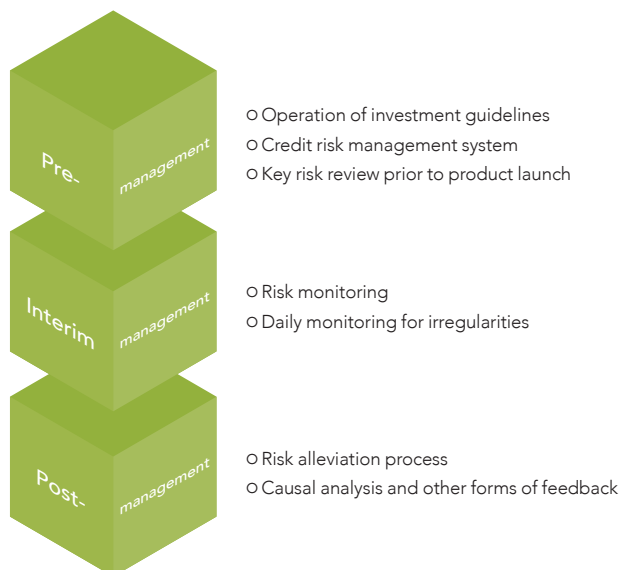 Pre-
management
○ Operation of investment guidelines
○ Credit risk management system
○ Key risk review prior to product launch
Interim
management
○ Risk monitoring
○ Daily monitoring for irregularities
Post-
management
○ Risk alleviation process
○ Causal analysis and other forms of feedback